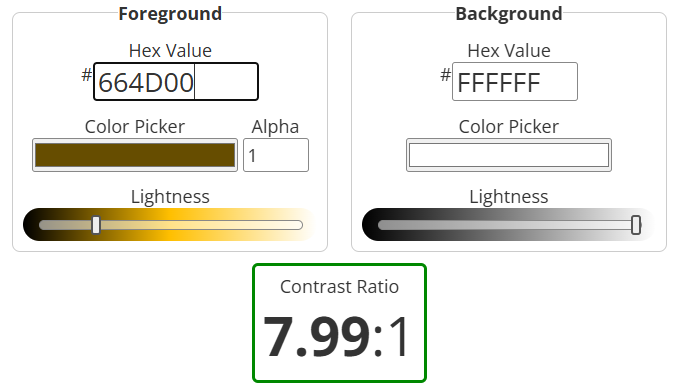 Foreground
Hex Value
#664D00
Color Picker
Alpha
1
Lightness
Background
Hex Value
#FFFFFF
Color Picker
Lightness
Contrast Ratio
7.99:1